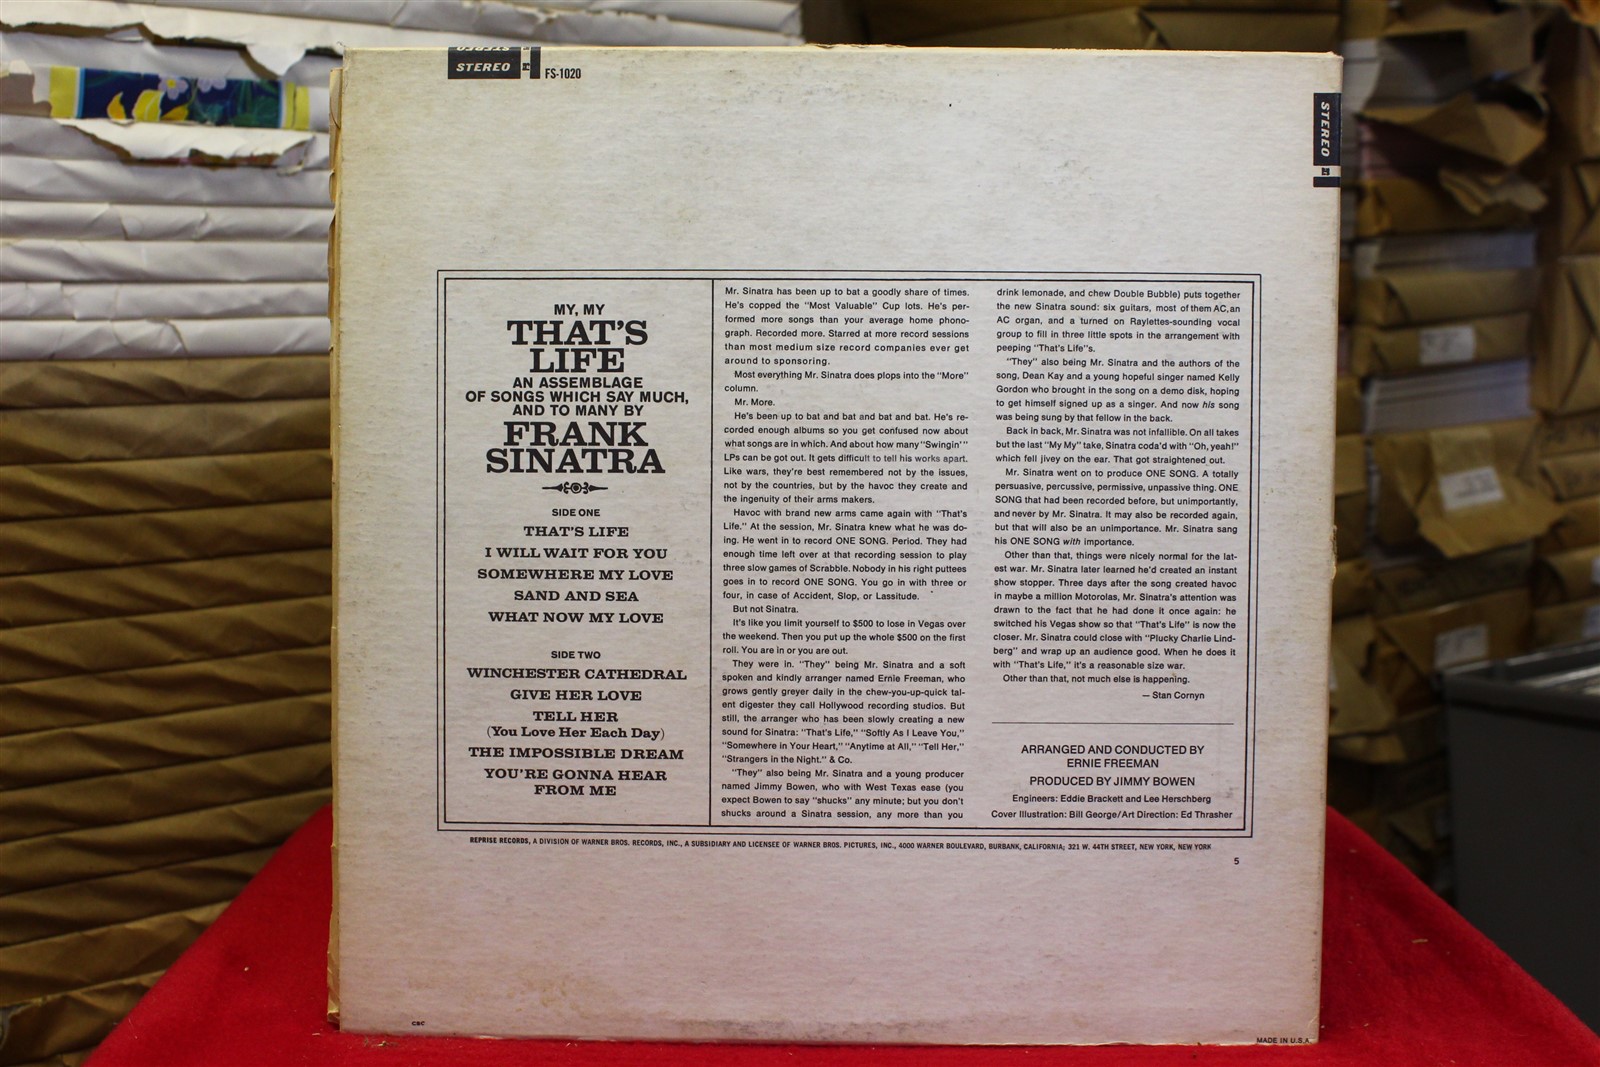 STEREO
FS-1020
STEREO
MY, MY
THAT'S
LIFE
AN ASSEMBLAGE
OF SONGS WHICH SAY MUCH,
AND TO MANY BY
FRANK
SINATRA
SIDE ONE
THAT'S LIFE
I WILL WAIT FOR YOU
SOMEWHERE MY LOVE
SAND AND SEA
WHAT NOW MY LOVE
SIDE TWO
WINCHESTER CATHEDRAL
GIVE HER LOVE
TELL HER
(You Love Her Each Day)
THE IMPOSSIBLE DREAM
YOU'RE GONNA HEAR
FROM ME
Mr. Sinatra has been up to bat a goodly share of times.
He's copped the "Most Valuable" Cup lots. He's per-
formed more songs than your average home phono-
graph. Recorded more. Starred at more record sessions
than most medium size record companies ever get
around to sponsoring.
Most everything Mr. Sinatra does plops into the "More"
column.
Mr. More.
He's been up to bat and bat and bat and bat. He's re-
corded enough albums so you get confused now about
what songs are in which. And about how many "Swingin'"
LPs can be got out. It gets difficult to tell his works apart.
Like wars, they're best remembered not by the issues,
not by the countries, but by the havoc they create and
the ingenuity of their arms makers.
Havoc with brand new arms came again with "That's
Life." At the session, Mr. Sinatra knew what he was do-
ing. He went in to record ONE SONG. Period. They had
enough time left over at that recording session to play
three slow games of Scrabble. Nobody in his right puttees
goes in to record ONE SONG. You go in with three or
four, in case of Accident, Slop, or Lassitude.
But not Sinatra.
It's like you limit yourself to $500 to lose in Vegas over
the weekend. Then you put up the whole $500 on the first
roll. You are in or you are out.
They were in. "They" being Mr. Sinatra and a soft
spoken and kindly arranger named Ernie Freeman, who
grows gently greyer daily in the chew-you-up-quick tal-
ent digester they call Hollywood recording studios. But
still, the arranger who has been slowly creating a new
sound for Sinatra: "That's Life," "Softly As I Leave You,"
"Somewhere in Your Heart," "Anytime at All," "Tell Her,"
"Strangers in the Night." & Co.
"They" also being Mr. Sinatra and a young producer
named Jimmy Bowen, who with West Texas ease (you
expect Bowen to say "shucks" any minute; but you don't
shucks around a Sinatra session, any more than you
drink lemonade, and chew Double Bubble) puts together
the new Sinatra sound: six guitars, most of them AC, an
AC organ, and a turned on Raylettes-sounding vocal
group to fill in three little spots in the arrangement with
peeping "That's Life"s.
"They" also being Mr. Sinatra and the authors of the
song, Dean Kay and a young hopeful singer named Kelly
Gordon who brought in the song on a demo disk, hoping
to get himself signed up as a singer. And now his song
was being sung by that fellow in the back.
Back in back, Mr. Sinatra was not infallible. On all takes
but the last "My My" take, Sinatra coda'd with "Oh, yeah!"
which fell jivey on the ear. That got straightened out.
Mr. Sinatra went on to produce ONE SONG. A totally
persuasive, percussive, permissive, unpassive thing. ONE
SONG that had been recorded before, but unimportantly,
and never by Mr. Sinatra. It may also be recorded again,
but that will also be an unimportance. Mr. Sinatra sang
his ONE SONG with importance.
Other than that, things were nicely normal for the lat-
est war. Mr. Sinatra later learned he'd created an instant
show stopper. Three days after the song created havoc
in maybe a million Motorolas, Mr. Sinatra's attention was
drawn to the fact that he had done it once again: he
switched his Vegas show so that "That's Life" is now the
closer. Mr. Sinatra could close with "Plucky Charlie Lind-
berg" and wrap up an audience good. When he does it
with "That's Life," it's a reasonable size war.
Other than that, not much else is happening.
— Stan Cornyn
ARRANGED AND CONDUCTED BY
ERNIE FREEMAN
PRODUCED BY JIMMY BOWEN
Engineers: Eddie Brackett and Lee Herschberg
Cover Illustration: Bill George/Art Direction: Ed Thrasher
REPRISE RECORDS, A DIVISION OF WARNER BROS. RECORDS, INC., A SUBSIDIARY AND LICENSEE OF WARNER BROS. PICTURES, INC., 4000 WARNER BOULEVARD, BURBANK, CALIFORNIA; 321 W. 44TH STREET, NEW YORK, NEW YORK
5
CBC
MADE IN U.S.A.